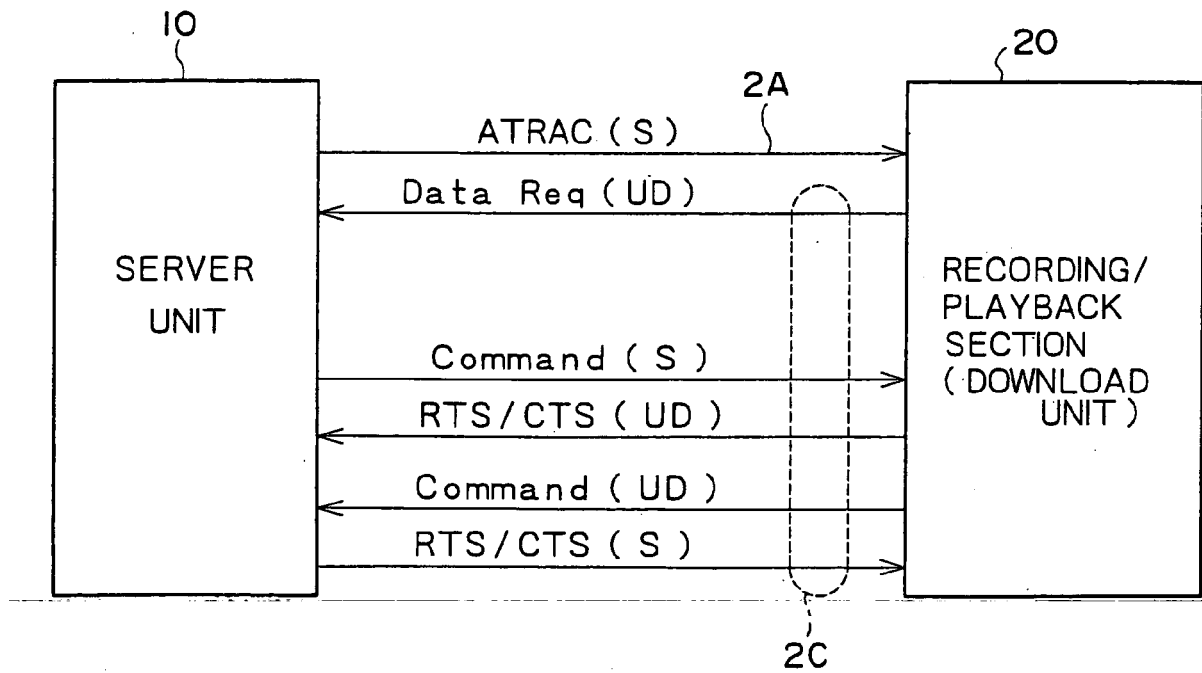 10
20
2A
ATRAC (S)
Data Req (UD)
SERVER
UNIT
RECORDING/
PLAYBACK
SECTION
(DOWNLOAD
UNIT)
Command (S)
RTS/CTS (UD)
Command (UD)
RTS/CTS (S)
2C